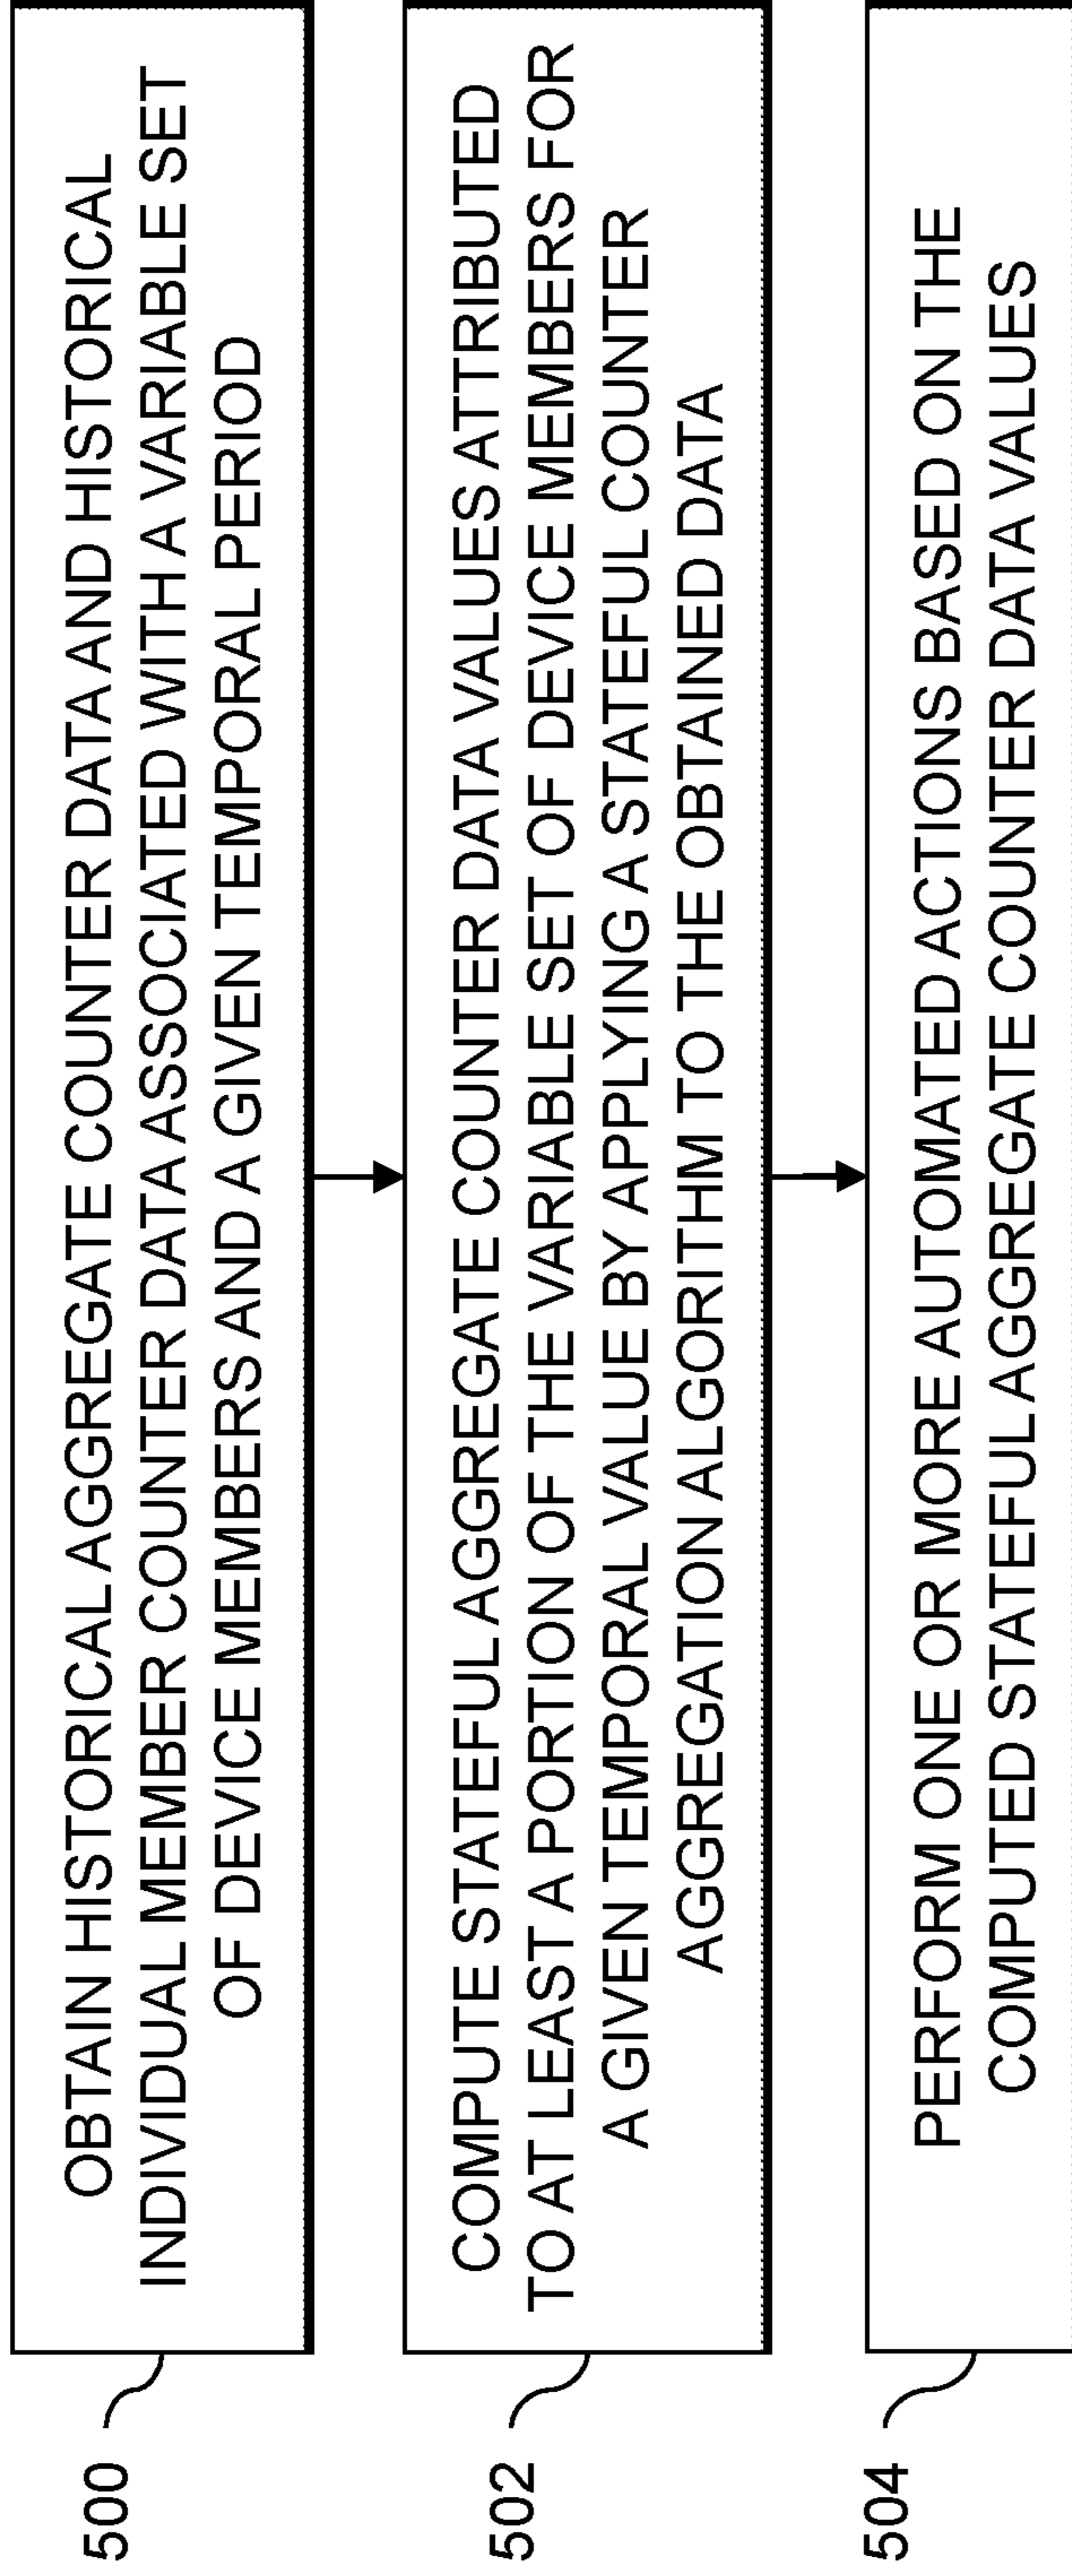 500
OBTAIN HISTORICAL AGGREGATE COUNTER DATA AND HISTORICAL
INDIVIDUAL MEMBER COUNTER DATA ASSOCIATED WITH A VARIABLE SET
OF DEVICE MEMBERS AND A GIVEN TEMPORAL PERIOD
502
COMPUTE STATEFUL AGGREGATE COUNTER DATA VALUES ATTRIBUTED
TO AT LEAST A PORTION OF THE VARIABLE SET OF DEVICE MEMBERS FOR
A GIVEN TEMPORAL VALUE BY APPLYING A STATEFUL COUNTER
AGGREGATION ALGORITHM TO THE OBTAINED DATA
504
PERFORM ONE OR MORE AUTOMATED ACTIONS BASED ON THE
COMPUTED STATEFUL AGGREGATE COUNTER DATA VALUES